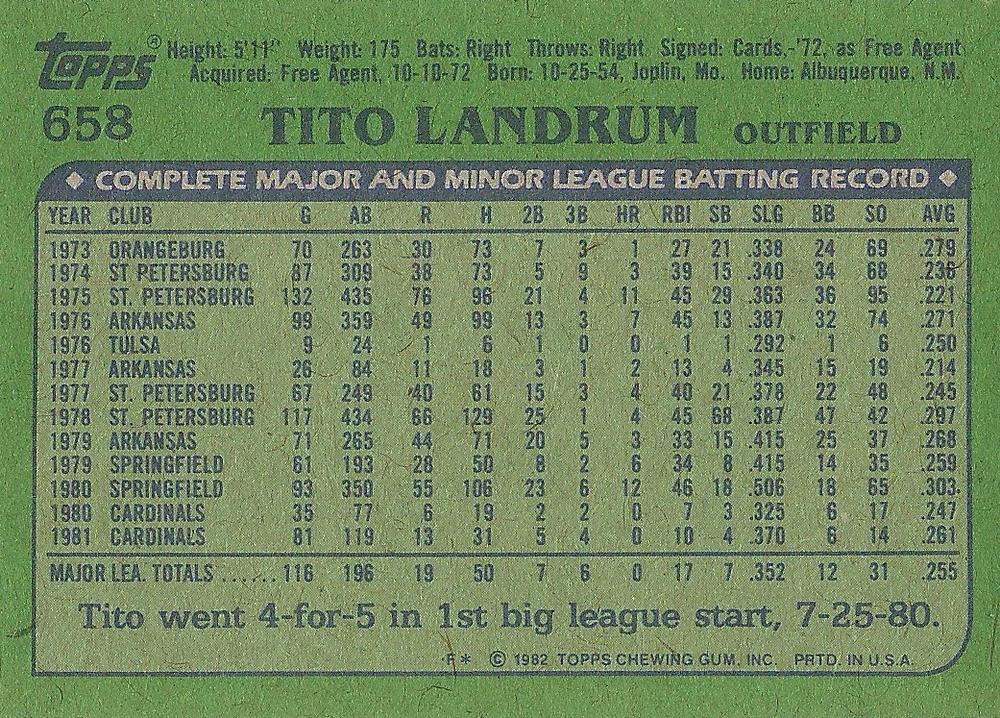 Topps® Height: 5'11" Weight: 175 Bats: Right Throws: Right Signed: Cards,-'72, as Free Agent
Acquired: Free Agent, 10-10-72 Born: 10-25-54, Joplin, Mo. Home: Albuquerque, N.M.
658 TITO LANDRUM OUTFIELD
COMPLETE MAJOR AND MINOR LEAGUE BATTING RECORD
YEAR CLUB G AB R H 2B 3B HR RBI SB SLG BB SO AVG
1973 ORANGEBURG 70 263 30 73 7 3 1 27 21 .338 24 69 .279
1974 ST PETERSBURG 87 309 38 73 5 9 3 39 15 .340 34 68 .236
1975 ST. PETERSBURG 132 435 76 96 21 4 11 45 29 .363 36 95 .221
1976 ARKANSAS 99 359 49 99 13 3 7 45 13 .387 32 74 .271
1976 TULSA 9 24 1 6 1 0 0 1 1 .292 1 6 .250
1977 ARKANSAS 26 84 11 18 3 1 2 13 4 .345 15 19 .214
1977 ST. PETERSBURG 67 249 40 61 15 3 4 40 21 .378 22 48 .245
1978 ST. PETERSBURG 117 434 66 129 25 1 4 45 68 .387 47 42 .297
1979 ARKANSAS 71 265 44 71 20 5 3 33 15 .415 25 37 .268
1979 SPRINGFIELD 61 193 28 50 8 2 6 34 8 .415 14 35 .259
1980 SPRINGFIELD 93 350 55 106 23 6 12 46 18 .506 18 65 .303
1980 CARDINALS 35 77 6 19 2 2 0 7 3 .325 6 17 .247
1981 CARDINALS 81 119 13 31 5 4 0 10 4 .370 6 14 .261
MAJOR LEA. TOTALS ...... 116 196 19 50 7 6 0 17 7 .352 12 31 .255
Tito went 4-for-5 in 1st big league start, 7-25-80.
F* © 1982 TOPPS CHEWING GUM. INC. PRTD. IN U.S.A.